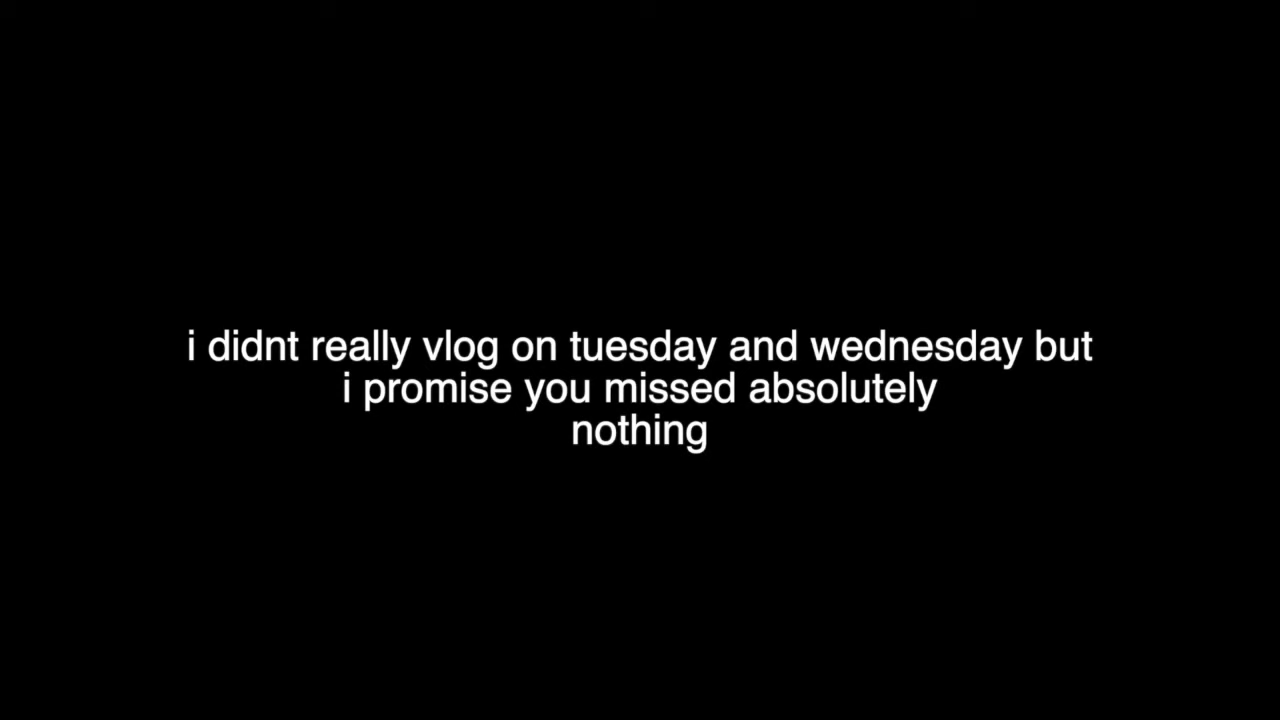 i didnt really vlog on tuesday and wednesday but
i promise you missed absolutely
nothing